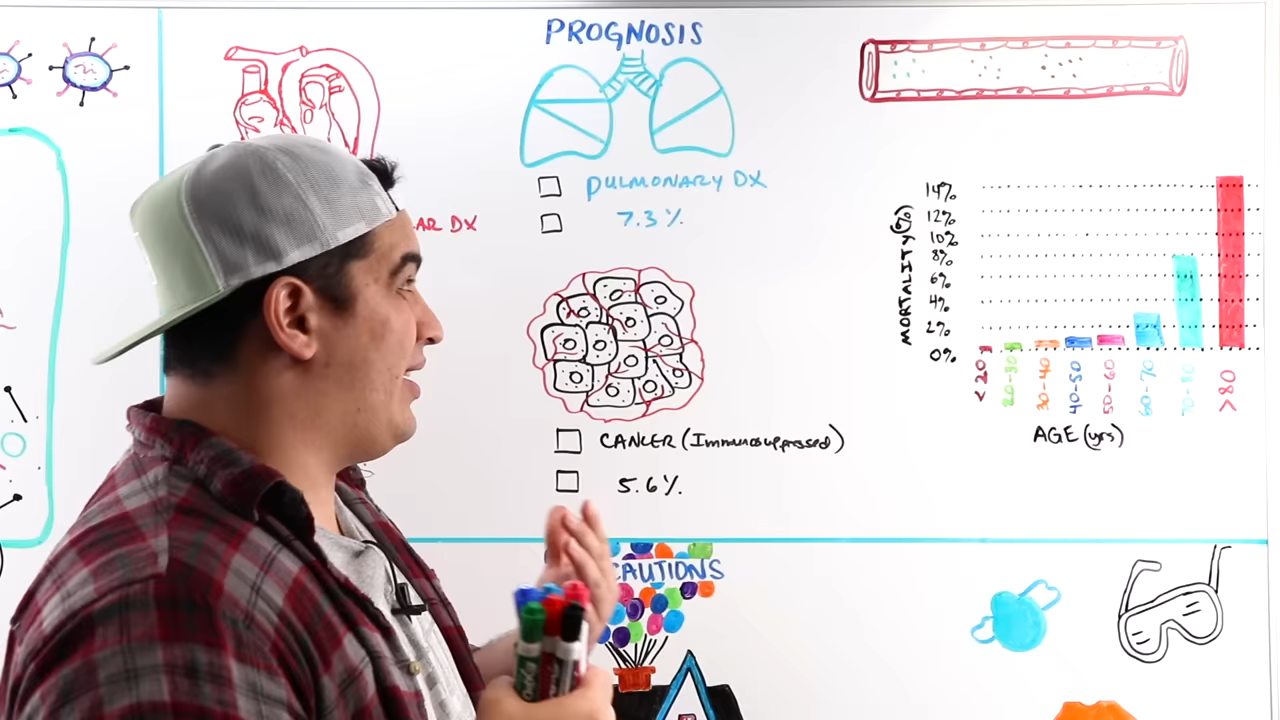 PROGNOSIS
PULMONARY DX
7.3%
AR DX
CANCER (Immunosuppressed)
5.6%
MORTALITY(%)
14%
12%
10%
8%
6%
4%
2%
0%
<20
20-30
30-40
40-50
50-60
60-70
70-80
>80
AGE (yrs)
CAUTIONS
Expo